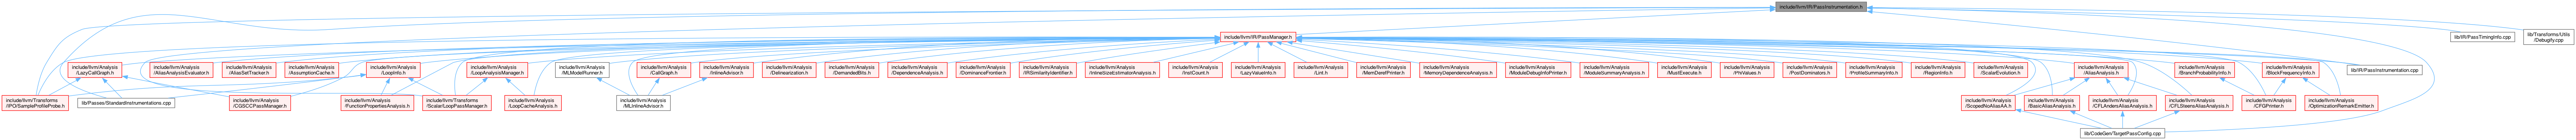 include/llvm/IR/PassInstrumentation.h
include/llvm/IR/PassManager.h
lib/IR/PassTimingInfo.cpp
lib/Transforms/Utils
/Debugify.cpp
include/llvm/Analysis
/LazyCallGraph.h
include/llvm/Analysis
/AliasAnalysisEvaluator.h
include/llvm/Analysis
/AliasSetTracker.h
include/llvm/Analysis
/AssumptionCache.h
include/llvm/Analysis
/LoopInfo.h
include/llvm/Analysis
/LoopAnalysisManager.h
include/llvm/Analysis
/MLModelRunner.h
include/llvm/Analysis
/CallGraph.h
include/llvm/Analysis
/InlineAdvisor.h
include/llvm/Analysis
/Delinearization.h
include/llvm/Analysis
/DemandedBits.h
include/llvm/Analysis
/DependenceAnalysis.h
include/llvm/Analysis
/DominanceFrontier.h
include/llvm/Analysis
/IRSimilarityIdentifier.h
include/llvm/Analysis
/InlineSizeEstimatorAnalysis.h
include/llvm/Analysis
/InstCount.h
include/llvm/Analysis
/LazyValueInfo.h
include/llvm/Analysis
/Lint.h
include/llvm/Analysis
/MemDerefPrinter.h
include/llvm/Analysis
/MemoryDependenceAnalysis.h
include/llvm/Analysis
/ModuleDebugInfoPrinter.h
include/llvm/Analysis
/ModuleSummaryAnalysis.h
include/llvm/Analysis
/MustExecute.h
include/llvm/Analysis
/PhiValues.h
include/llvm/Analysis
/PostDominators.h
include/llvm/Analysis
/ProfileSummaryInfo.h
include/llvm/Analysis
/RegionInfo.h
include/llvm/Analysis
/ScalarEvolution.h
include/llvm/Analysis
/AliasAnalysis.h
include/llvm/Analysis
/BranchProbabilityInfo.h
include/llvm/Analysis
/BlockFrequencyInfo.h
lib/IR/PassInstrumentation.cpp
include/llvm/Transforms
/IPO/SampleProfileProbe.h
lib/Passes/StandardInstrumentations.cpp
include/llvm/Analysis
/CGSCCPassManager.h
include/llvm/Analysis
/FunctionPropertiesAnalysis.h
include/llvm/Transforms
/Scalar/LoopPassManager.h
include/llvm/Analysis
/LoopCacheAnalysis.h
include/llvm/Analysis
/MLInlineAdvisor.h
include/llvm/Analysis
/ScopedNoAliasAA.h
include/llvm/Analysis
/BasicAliasAnalysis.h
include/llvm/Analysis
/CFLAndersAliasAnalysis.h
include/llvm/Analysis
/CFLSteensAliasAnalysis.h
include/llvm/Analysis
/CFGPrinter.h
include/llvm/Analysis
/OptimizationRemarkEmitter.h
lib/CodeGen/TargetPassConfig.cpp